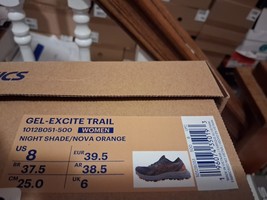 ICS
GEL-EXCITE TRAIL
1012B051-500 WOMEN
NIGHT SHADE/NOVA ORANGE
US 8 EUR 39.5
BR 37.5 AR 38.5
CM 25.0 UK 6